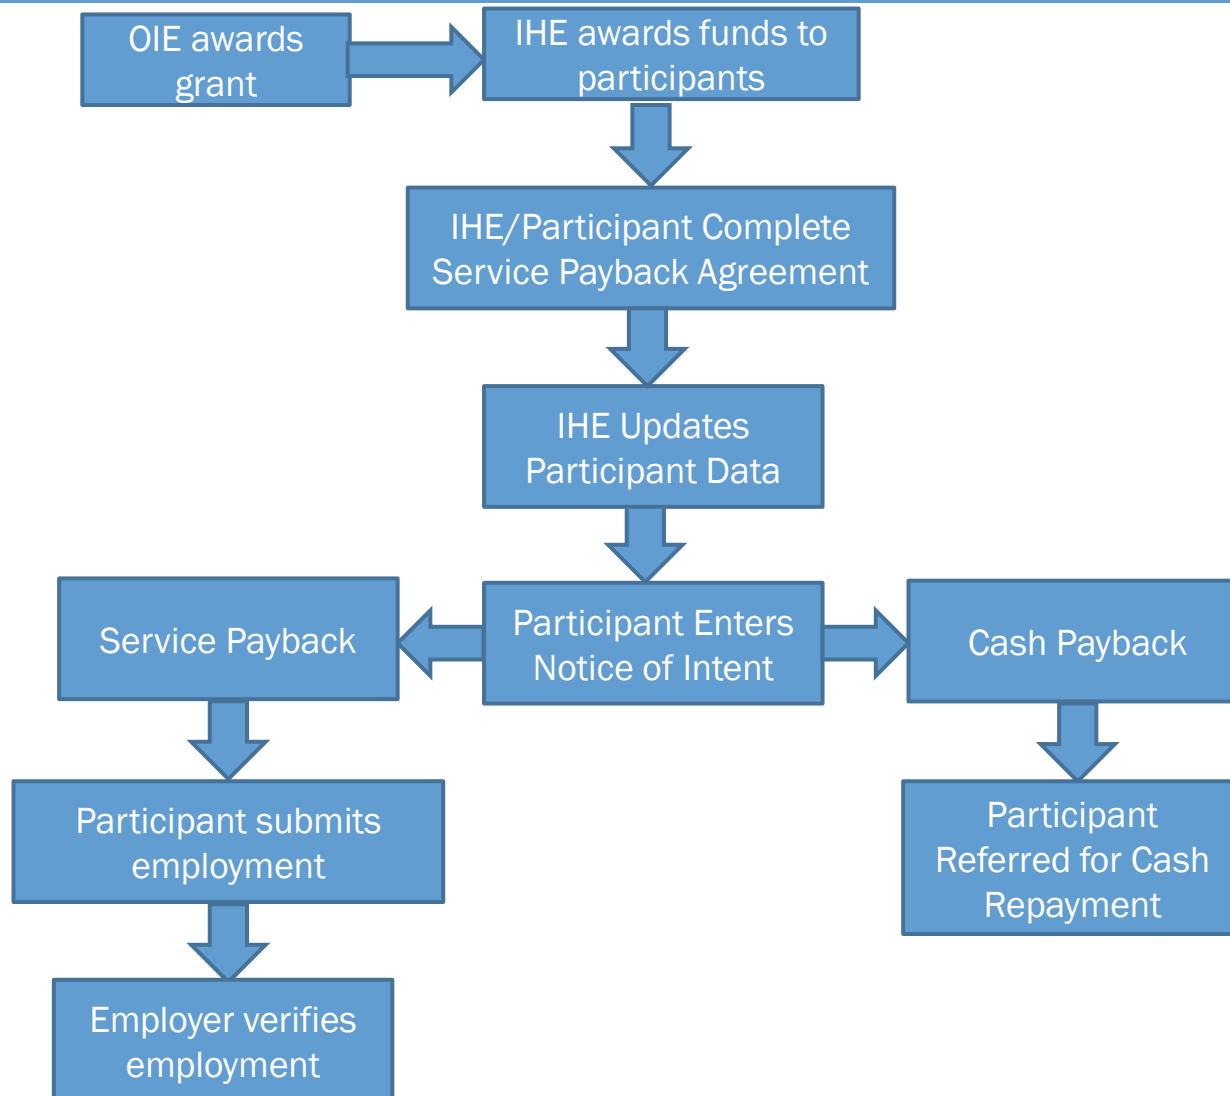 OIE awards
grant
IHE awards funds to
participants
IHE/Participant Complete
Service Payback Agreement
IHE Updates
Participant Data
Participant Enters
Notice of Intent
Service Payback
Cash Payback
Participant submits
employment
Participant
Referred for Cash
Repayment
Employer verifies
employment